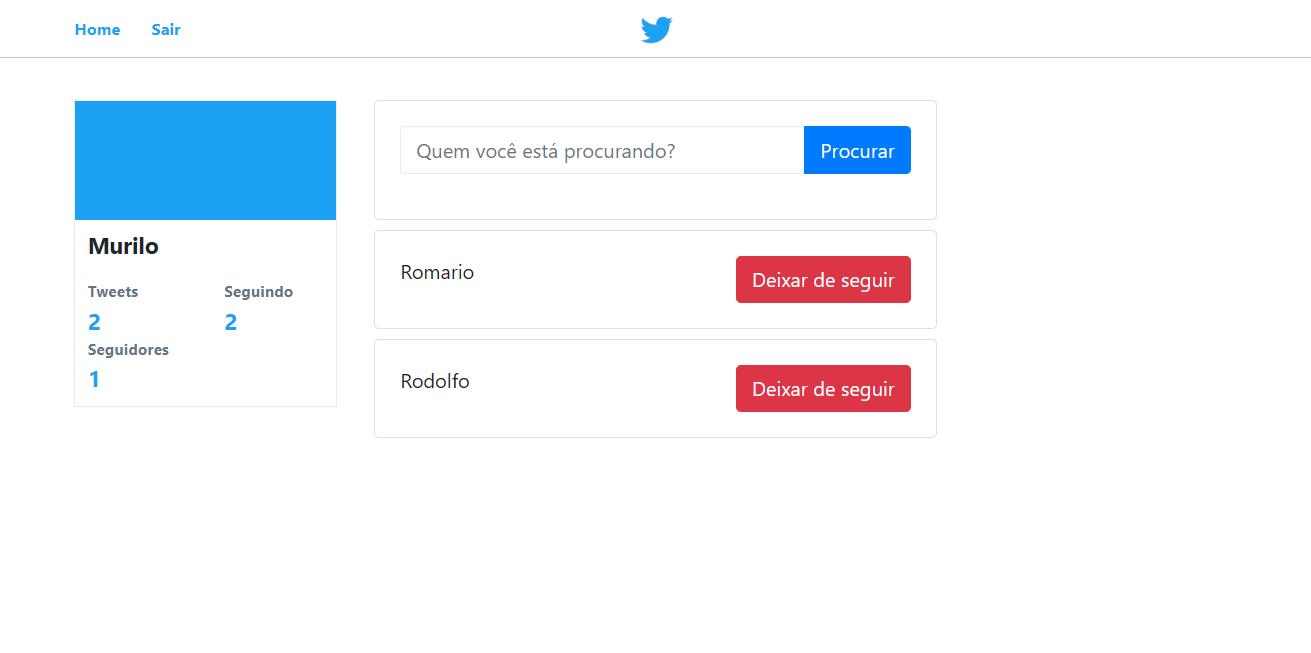 Home Sair
Murilo
Tweets Seguindo
2 2
Seguidores
1
Quem você está procurando? Procurar
Romario Deixar de seguir
Rodolfo Deixar de seguir